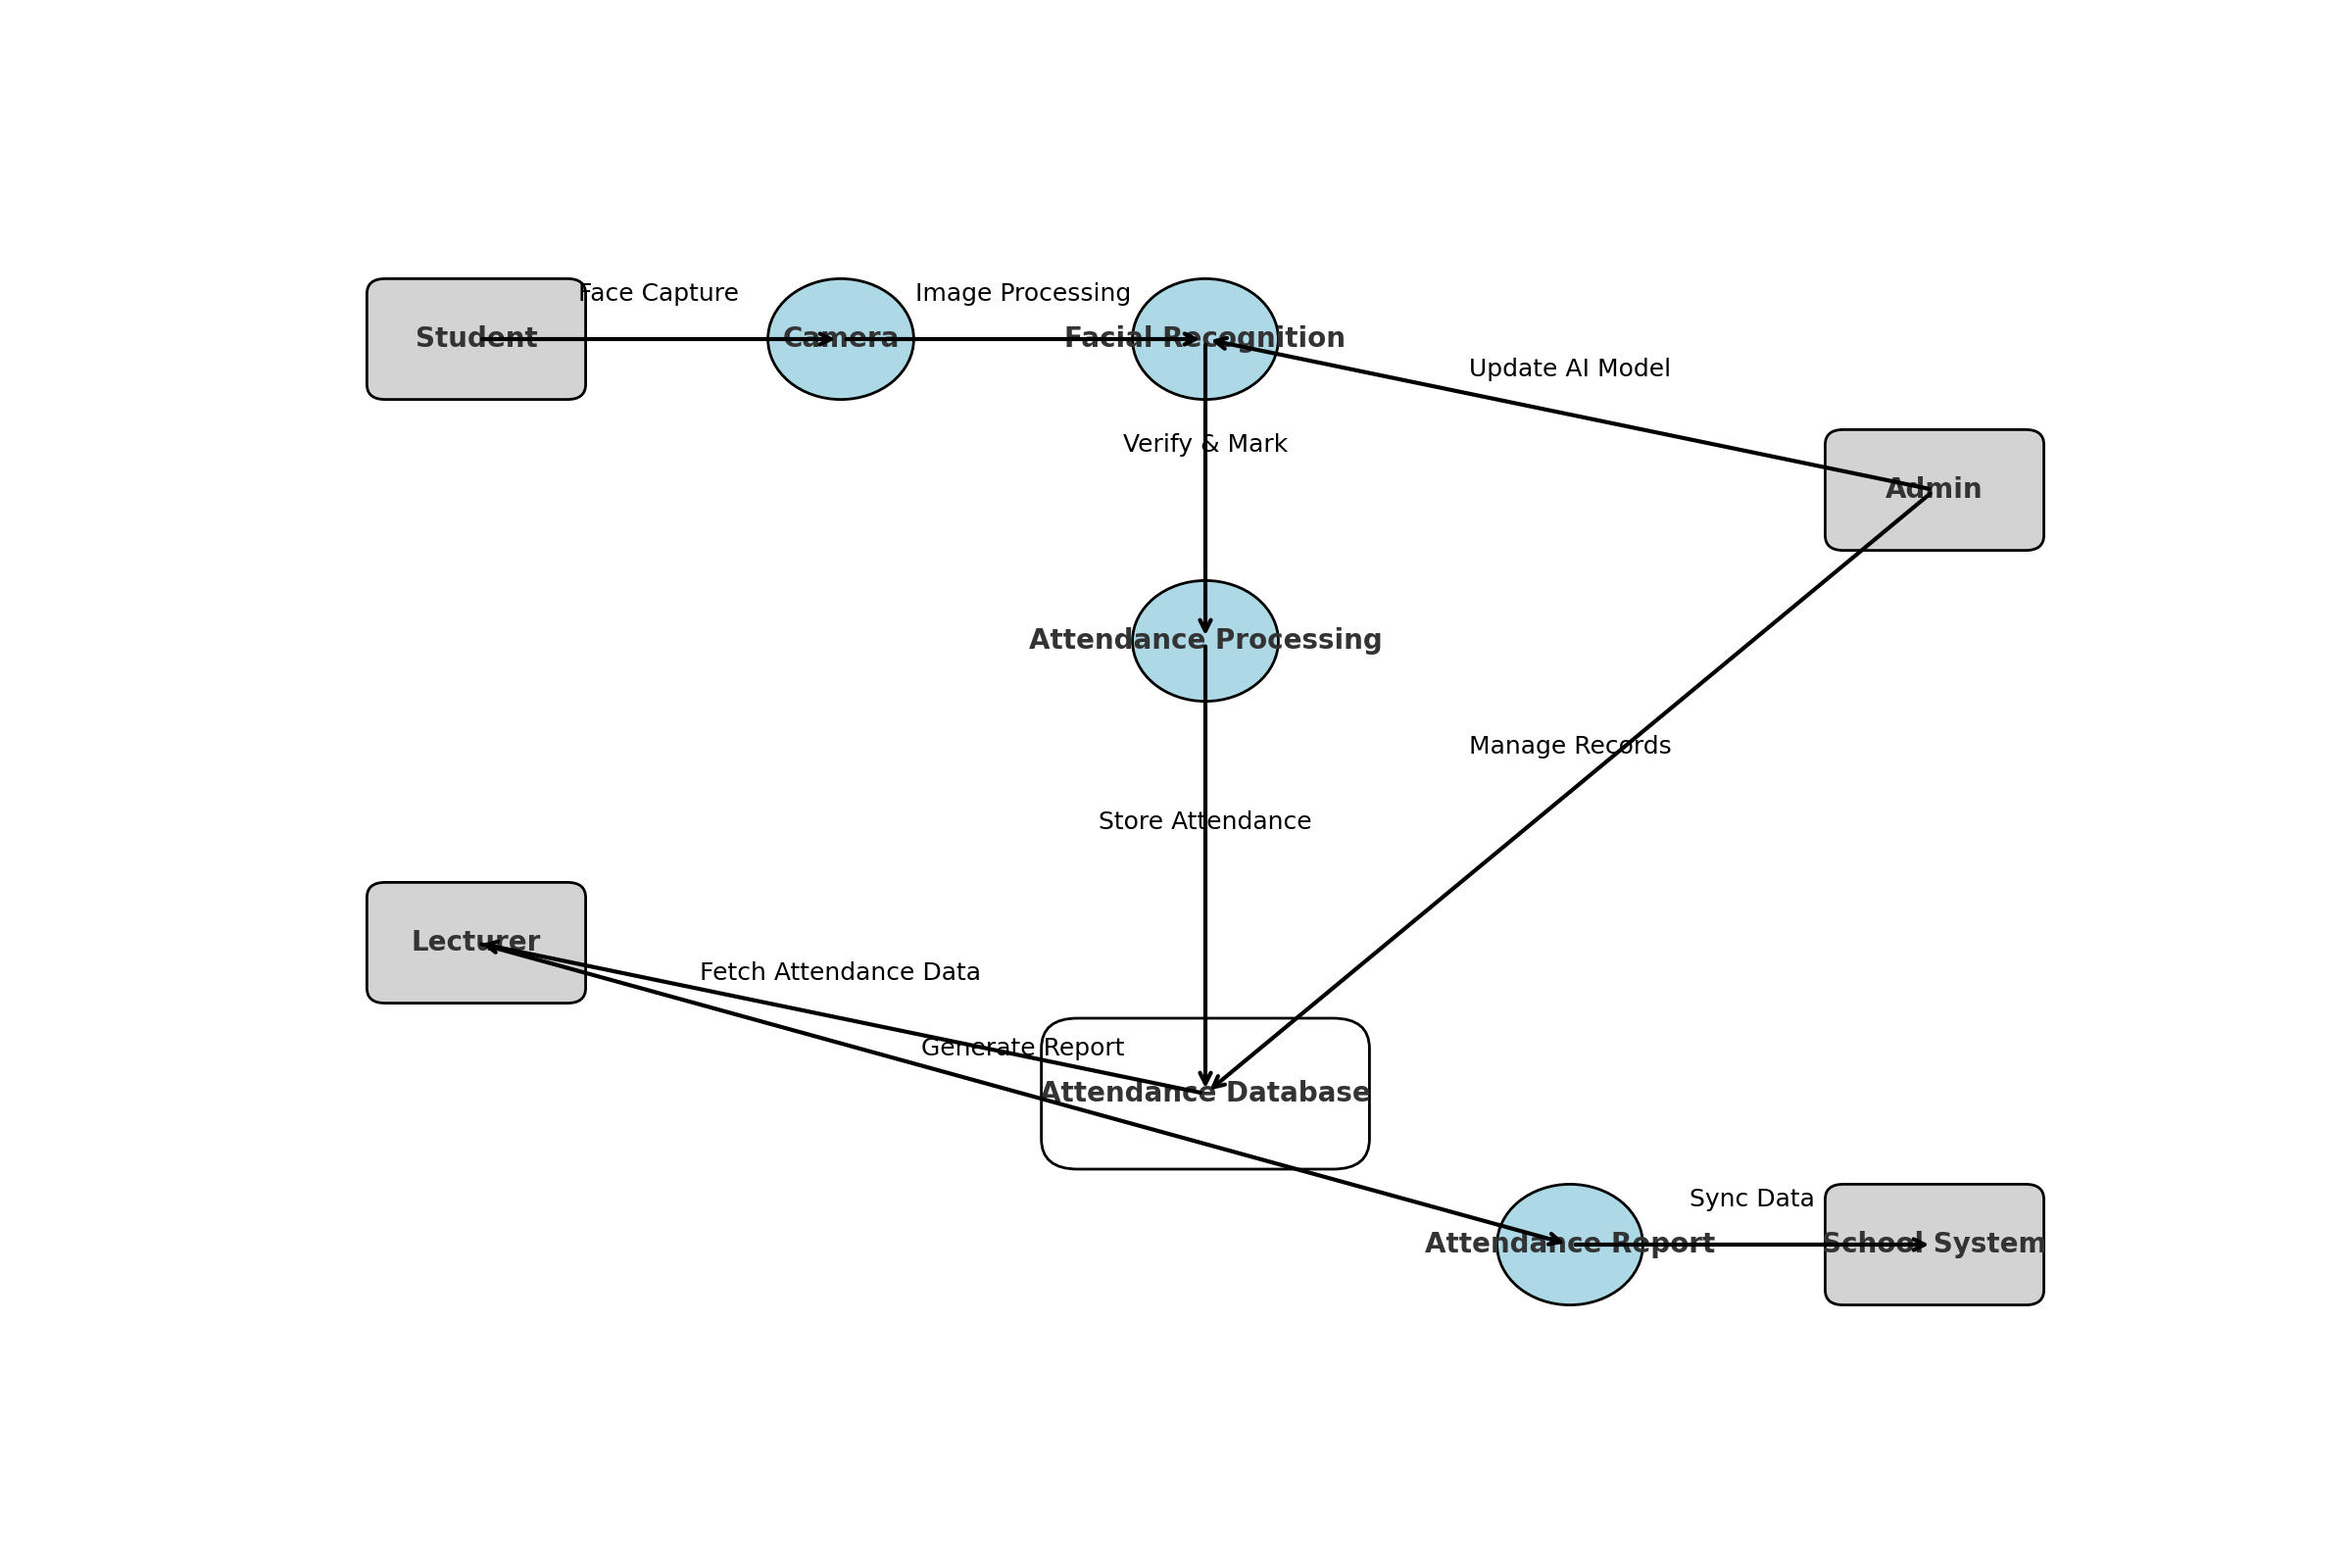 Face Capture
Image Processing
Student
Camera
Facial Recognition
Update AI Model
Verify & Mark
Admin
Attendance Processing
Manage Records
Store Attendance
Lecturer
Fetch Attendance Data
Generate Report
Attendance Database
Sync Data
Attendance Report
School System